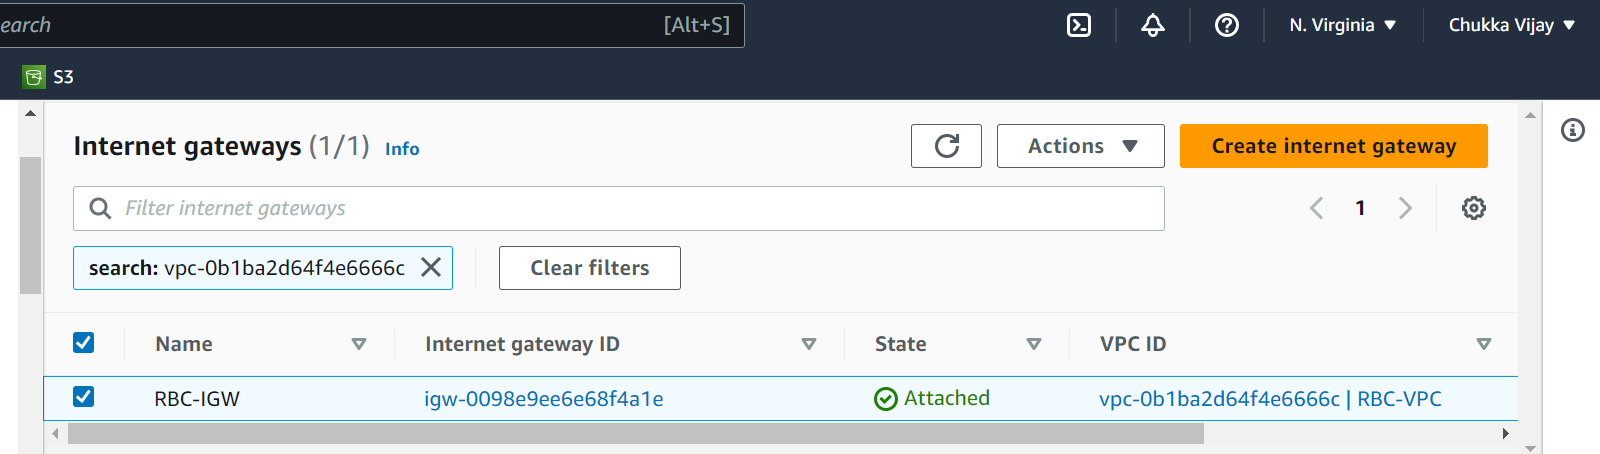 earch [Alt+S] N. Virginia Chukka Vijay
S3
Internet gateways (1/1) Info Actions Create internet gateway
Filter internet gateways 1
search: vpc-0b1ba2d64f4e6666c Clear filters
Name Internet gateway ID State VPC ID
RBC-IGW igw-0098e9ee6e68f4a1e Attached vpc-0b1ba2d64f4e6666c | RBC-VPC